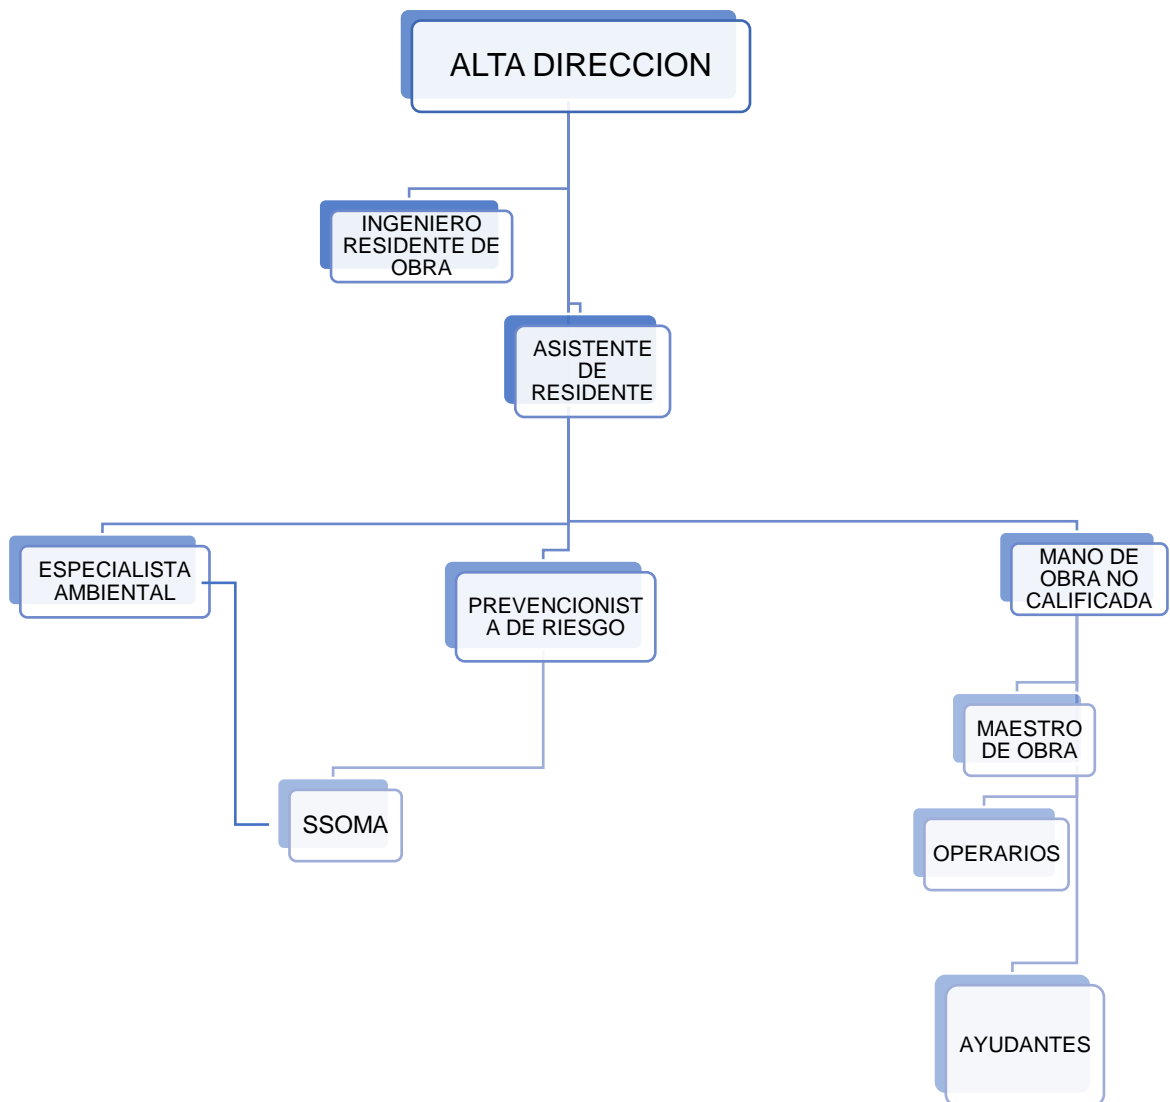 ALTA DIRECCION
INGENIERO
RESIDENTE DE
OBRA
ASISTENTE
DE
RESIDENTE
ESPECIALISTA
AMBIENTAL
PREVENCIONIST
A DE RIESGO
MANO DE
OBRA NO
CALIFICADA
MAESTRO
DE OBRA
SSOMA
OPERARIOS
AYUDANTES